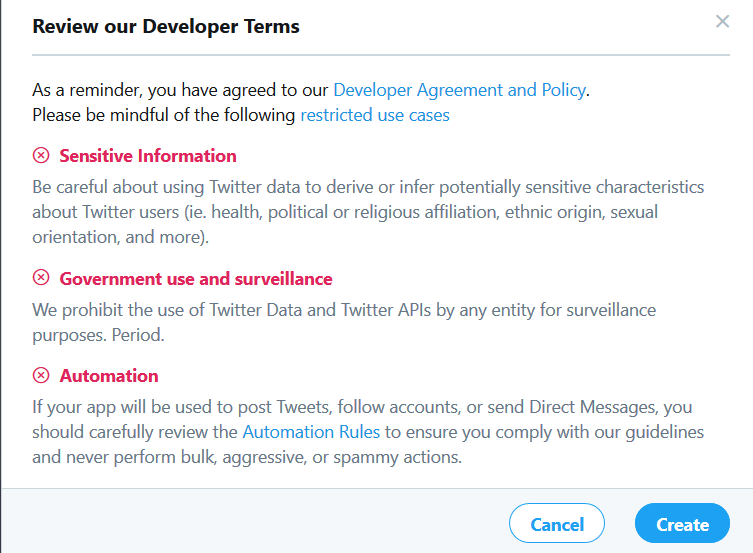 Review our Developer Terms
As a reminder, you have agreed to our Developer Agreement and Policy.
Please be mindful of the following restricted use cases
Sensitive Information
Be careful about using Twitter data to derive or infer potentially sensitive characteristics
about Twitter users (ie. health, political or religious affiliation, ethnic origin, sexual
orientation, and more).
Government use and surveillance
We prohibit the use of Twitter Data and Twitter APIs by any entity for surveillance
purposes. Period.
Automation
If your app will be used to post Tweets, follow accounts, or send Direct Messages, you
should carefully review the Automation Rules to ensure you comply with our guidelines
and never perform bulk, aggressive, or spammy actions.
Cancel Create